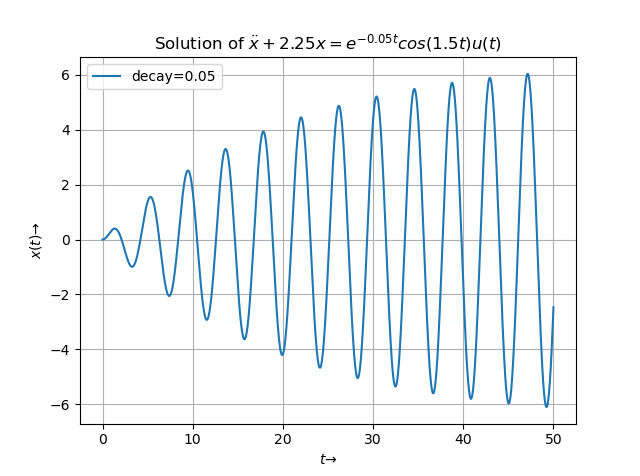 Solution of ẍ + 2.25x = e^{-0.05t}cos(1.5t)u(t)
decay=0.05
6
4
2
0
−2
−4
−6
x(t)→
0 10 20 30 40 50
t→